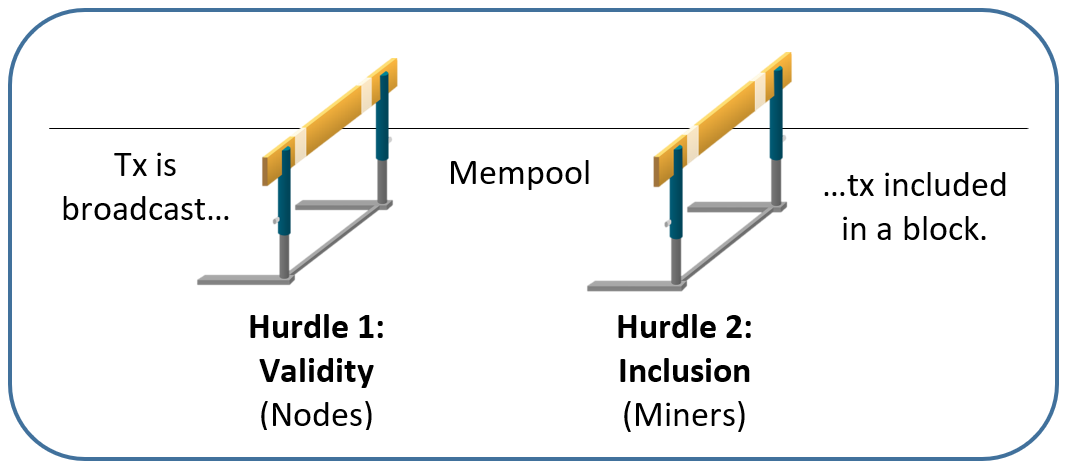 Tx is
broadcast…
Mempool
…tx included
in a block.
Hurdle 1:
Validity
(Nodes)
Hurdle 2:
Inclusion
(Miners)